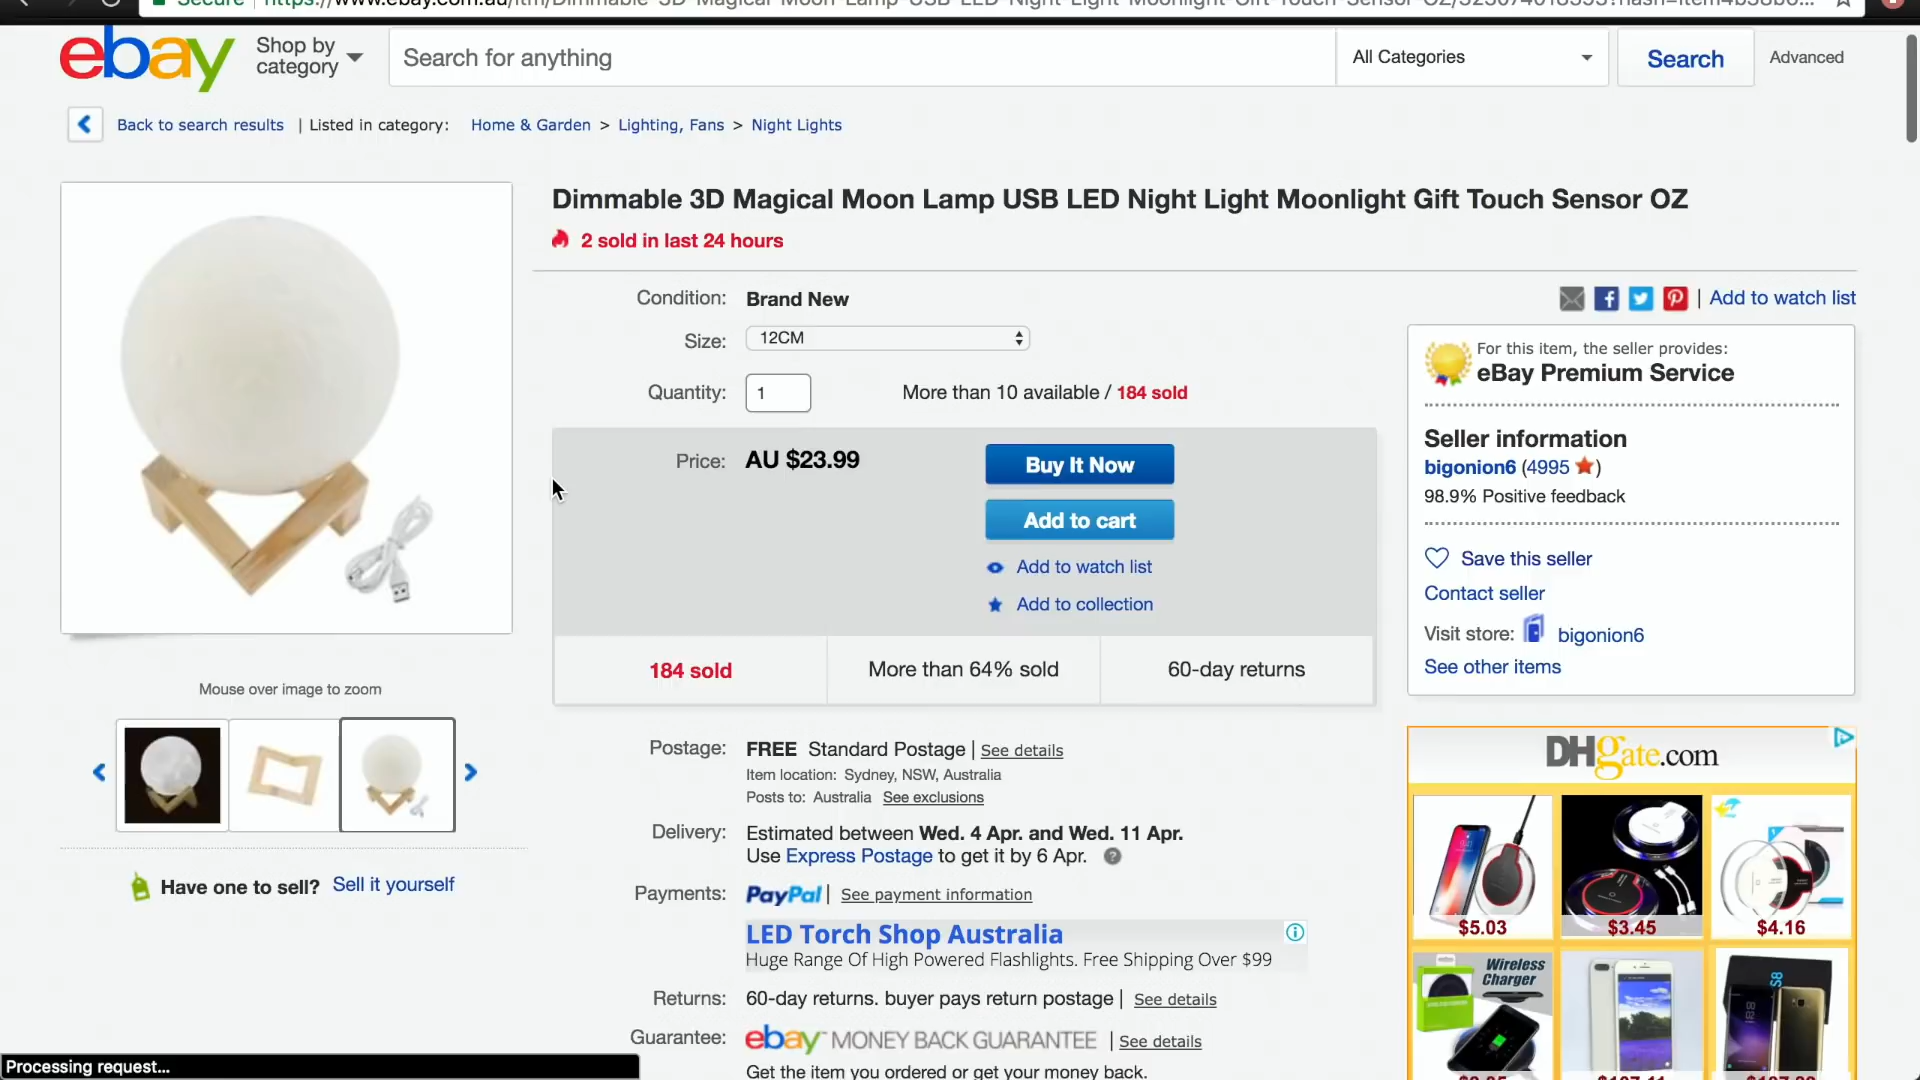 Secure
ebay
Shop by
category
Search for anything
All Categories
Search
Advanced
Back to search results | Listed in category: Home & Garden > Lighting, Fans > Night Lights
Dimmable 3D Magical Moon Lamp USB LED Night Light Moonlight Gift Touch Sensor OZ
2 sold in last 24 hours
Condition: Brand New
Size: 12CM
Quantity: 1 More than 10 available / 184 sold
Price: AU $23.99
Buy It Now
Add to cart
Add to watch list
Add to collection
184 sold
More than 64% sold
60-day returns
Postage: FREE Standard Postage | See details
Item location: Sydney, NSW, Australia
Posts to: Australia See exclusions
Delivery: Estimated between Wed. 4 Apr. and Wed. 11 Apr.
Use Express Postage to get it by 6 Apr. ?
Payments: PayPal | See payment information
LED Torch Shop Australia
Huge Range Of High Powered Flashlights. Free Shipping Over $99
Returns: 60-day returns. buyer pays return postage | See details
Guarantee: ebay MONEY BACK GUARANTEE | See details
Get the item you ordered or get your money back.
Mouse over image to zoom
Have one to sell? Sell it yourself
| Add to watch list
For this item, the seller provides:
eBay Premium Service
Seller information
bigonion6 (4995 )
98.9% Positive feedback
Save this seller
Contact seller
Visit store: bigonion6
See other items
DHgate.com
$5.03
$3.45
$4.16
Wireless
Charger
S8
Processing request...